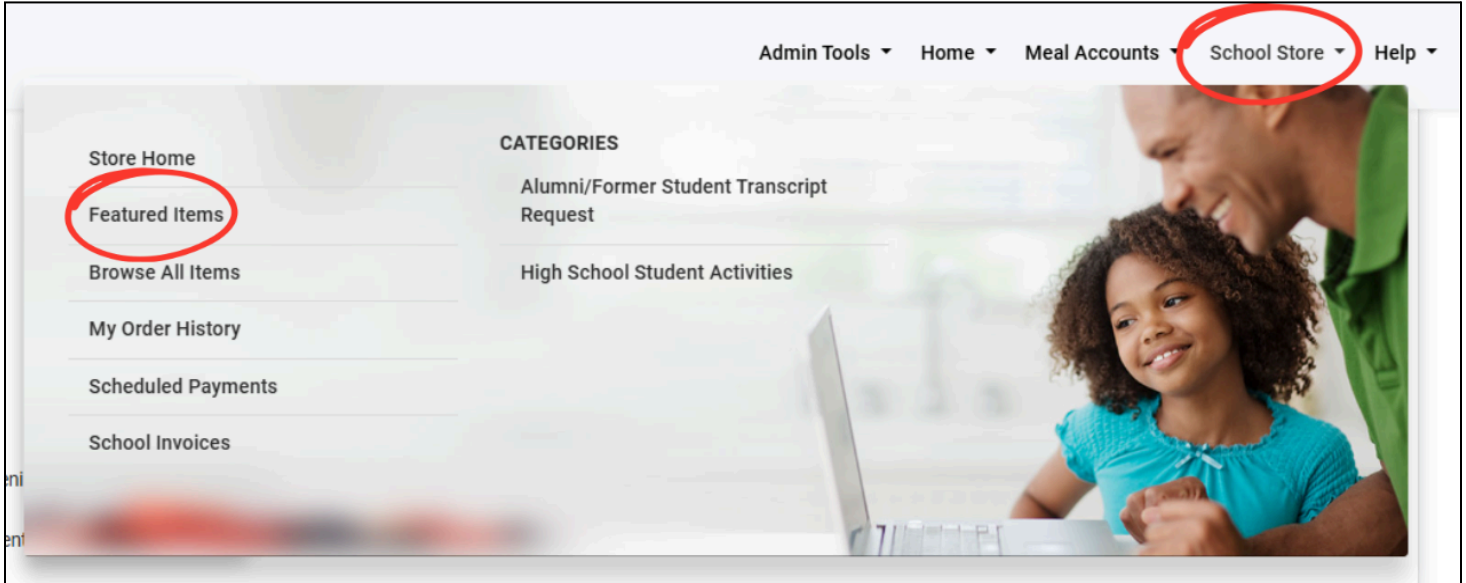 Admin Tools Home Meal Accounts School Store Help
Store Home
Featured Items
Browse All Items
My Order History
Scheduled Payments
School Invoices
CATEGORIES
Alumni/Former Student Transcript
Request
High School Student Activities